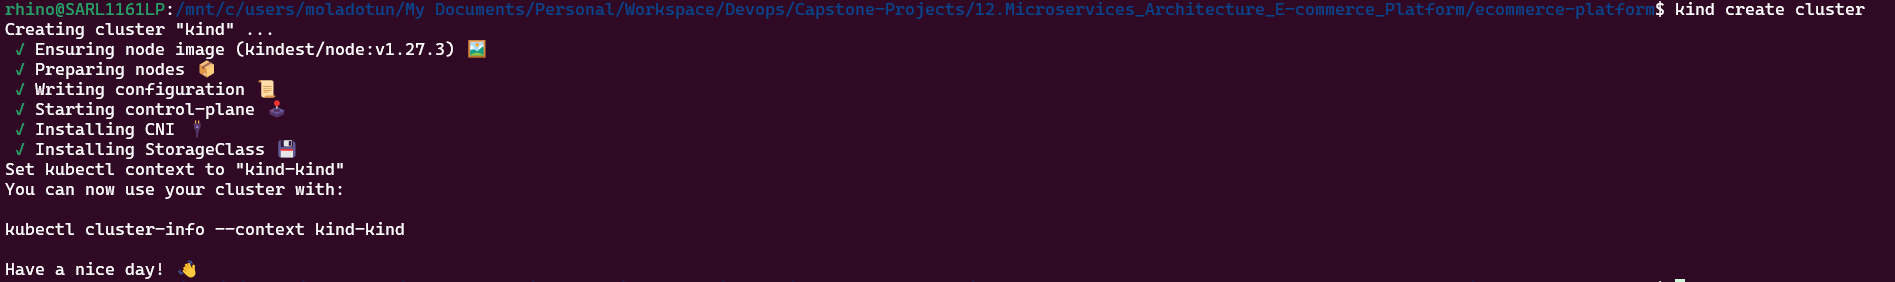 rhino@SARL1161LP:/mnt/c/users/moladotun/My Documents/Personal/Workspace/Devops/Capstone-Projects/12.Microservices_Architecture_E-commerce_Platform/ecommerce-platform$ kind create cluster
Creating cluster "kind" ...
✓ Ensuring node image (kindest/node:v1.27.3) 🖼
✓ Preparing nodes 📦
✓ Writing configuration 📜
✓ Starting control-plane 🕹
✓ Installing CNI 🔌
✓ Installing StorageClass 💾
Set kubectl context to "kind-kind"
You can now use your cluster with:
kubectl cluster-info --context kind-kind
Have a nice day! 👋